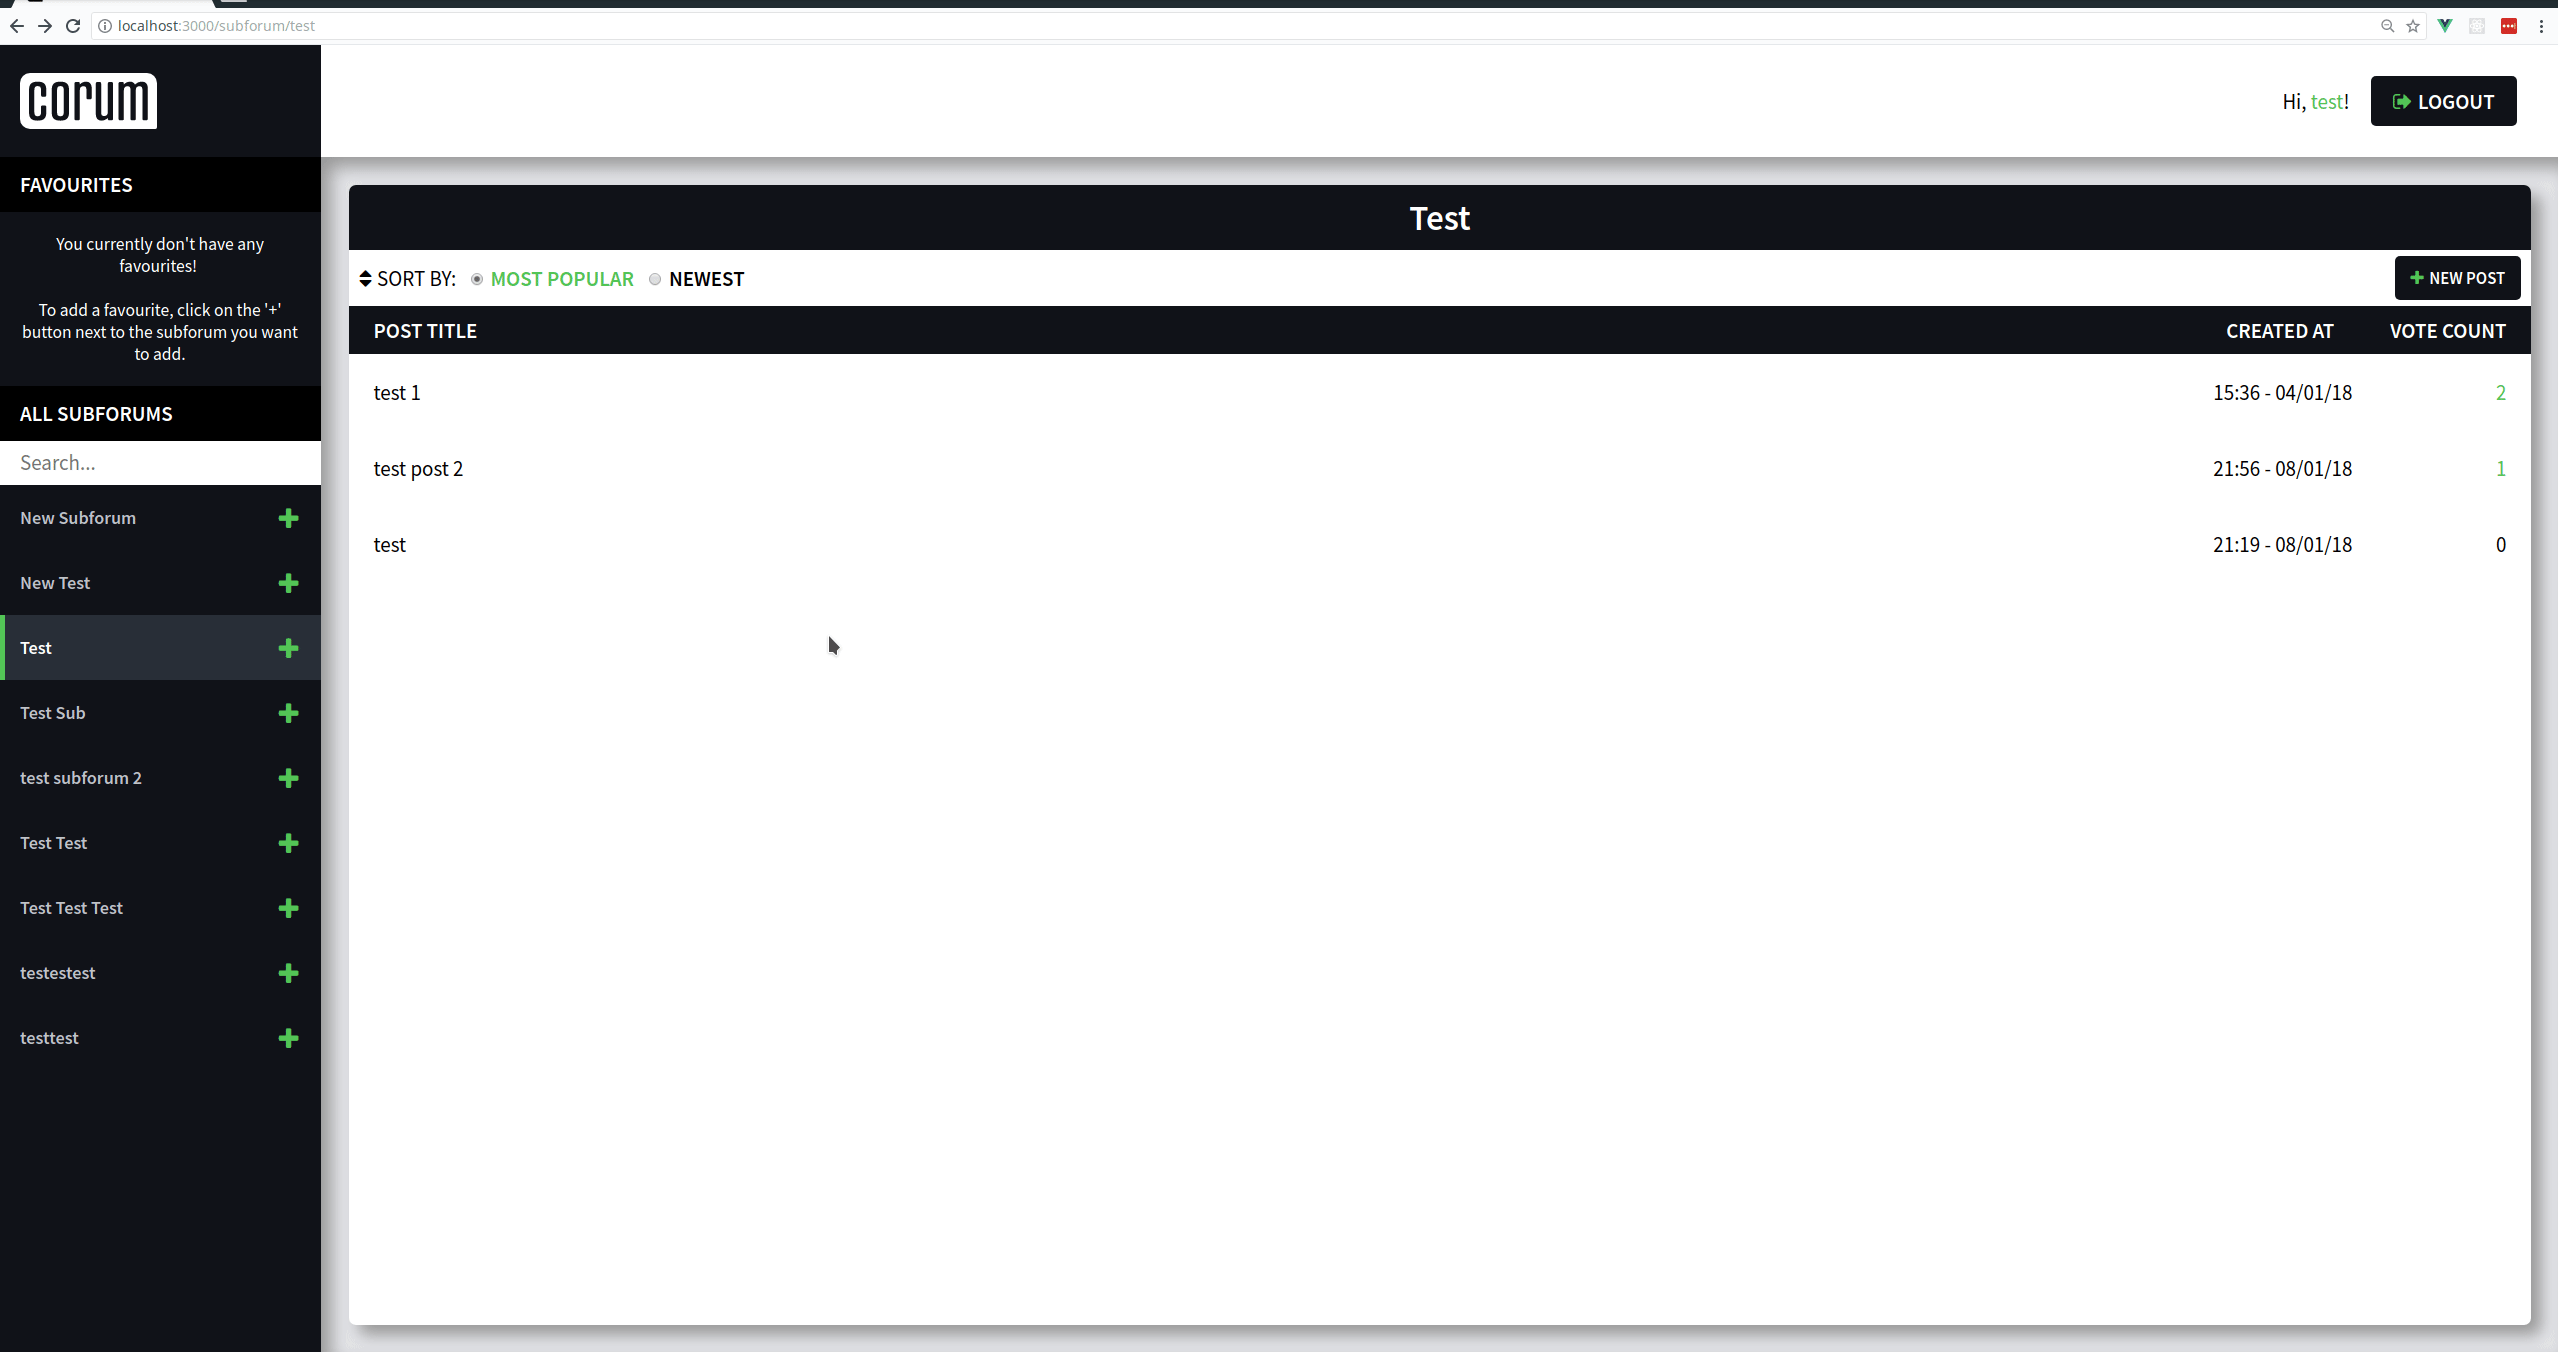 localhost:3000/subforum/test
corum
Hi, test!
LOGOUT
FAVOURITES
You currently don't have any
favourites!
To add a favourite, click on the '+'
button next to the subforum you want
to add.
ALL SUBFORUMS
Search...
New Subforum
New Test
Test
Test Sub
test subforum 2
Test Test
Test Test Test
testestest
testtest
Test
SORT BY: MOST POPULAR NEWEST
NEW POST
POST TITLE CREATED AT VOTE COUNT
test 1 15:36 - 04/01/18 2
test post 2 21:56 - 08/01/18 1
test 21:19 - 08/01/18 0